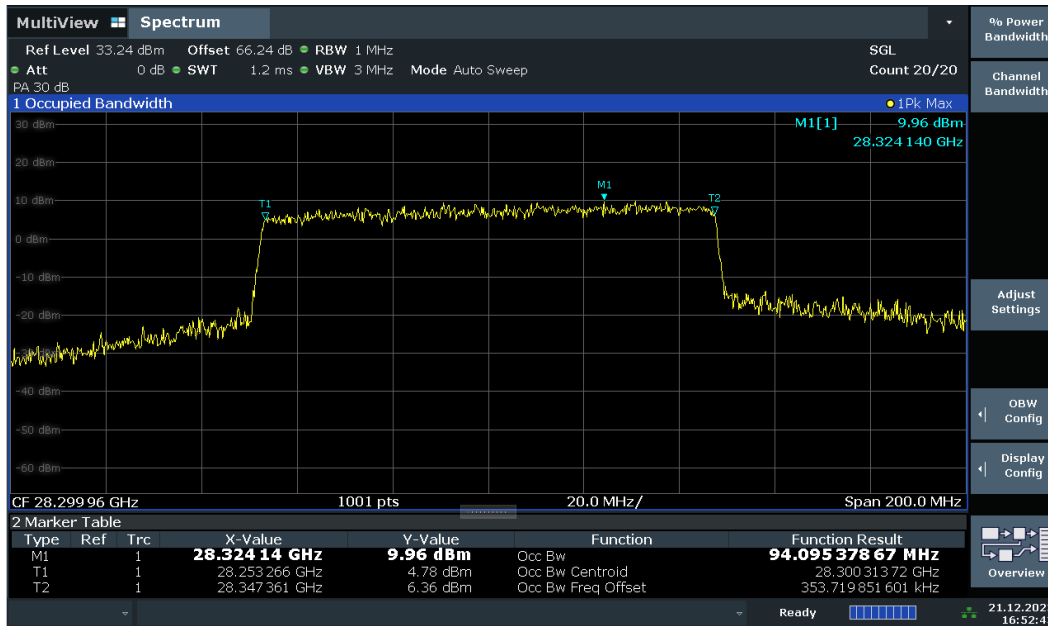 MultiView Spectrum
Ref Level 33.24 dBm Offset 66.24 dB RBW 1 MHz SGL
Att 0 dB SWT 1.2 ms VBW 3 MHz Mode Auto Sweep Count 20/20
PA 30 dB
1 Occupied Bandwidth 1Pk Max
30 dBm
M1[1] 9.96 dBm
28.324 140 GHz
20 dBm
M1
10 dBm
T1
T2
0 dBm
-10 dBm
-20 dBm
-40 dBm
-50 dBm
-60 dBm
CF 28.299 96 GHz 1001 pts 20.0 MHz/ Span 200.0 MHz
2 Marker Table
Type Ref Trc X-Value Y-Value Function Function Result
M1 1 28.324 14 GHz 9.96 dBm Occ Bw 94.095 378 67 MHz
T1 1 28.253 266 GHz 4.78 dBm Occ Bw Centroid 28.300 313 72 GHz
T2 1 28.347 361 GHz 6.36 dBm Occ Bw Freq Offset 353.719 851 601 kHz
Ready
21.12.202
16:52:4
% Power
Bandwidth
Channel
Bandwidth
Adjust
Settings
OBW
Config
Display
Config
Overview